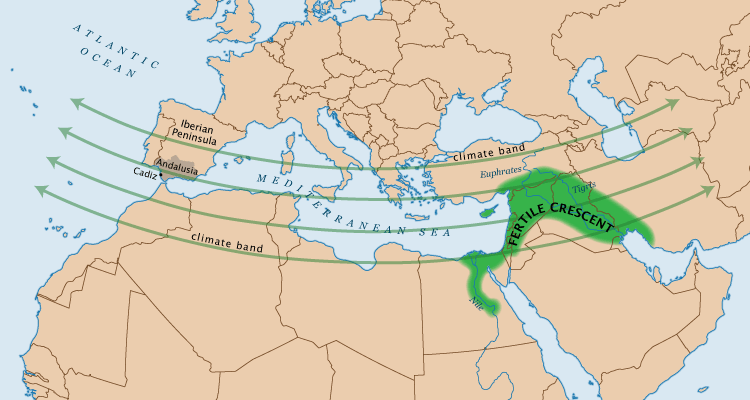 ATLANTIC
OCEAN
Iberian
Peninsula
climate band
Andalusia
Cadiz
Euphrates
Tigris
MEDITERRANEAN SEA
FERTILE CRESCENT
climate band
Nile